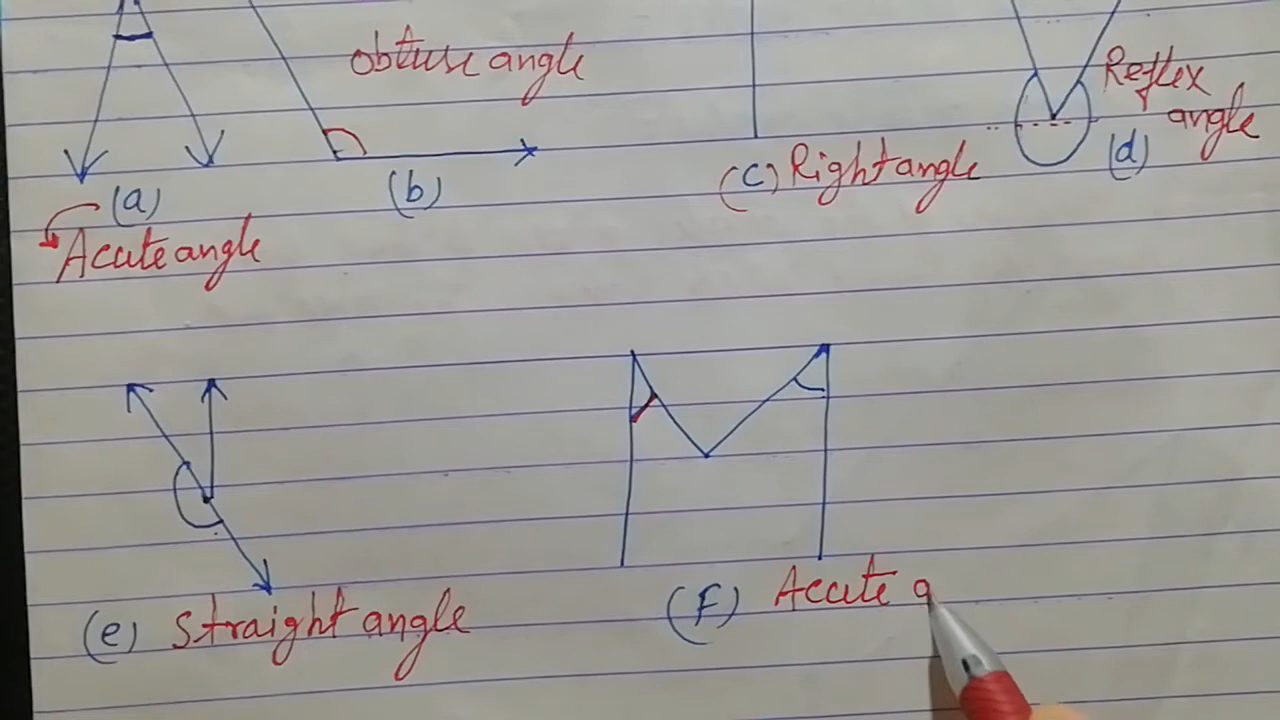 obtuse angle
Reflex
angle
(a)
(b)
(c) Right angle
(d)
Acute angle
(e) Straight angle
(F) Acute a